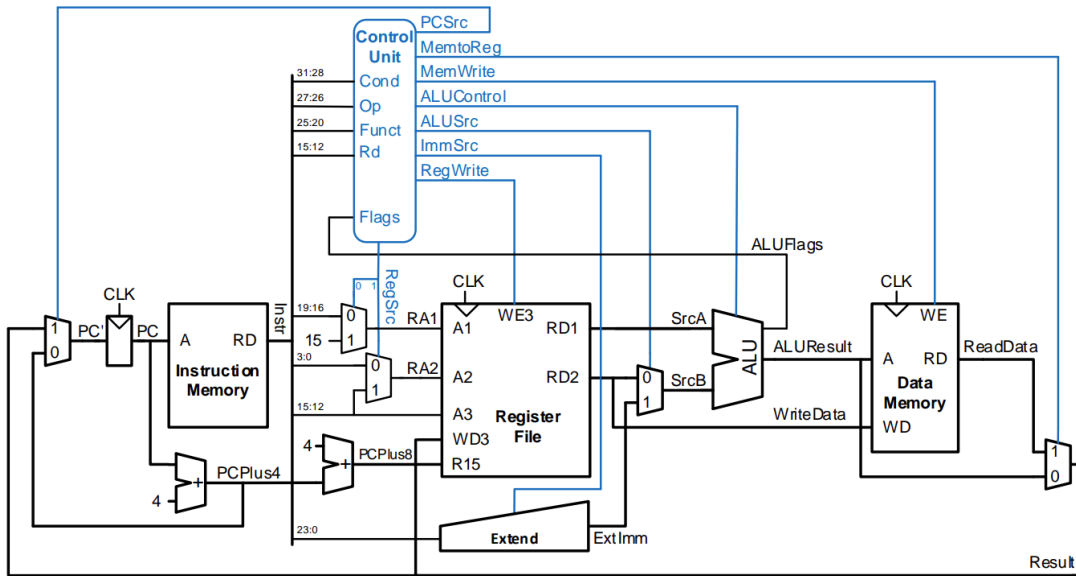 PCSrc
Control
Unit
MemtoReg
MemWrite
ALUControl
ALUSrc
ImmSrc
RegWrite
31:28
Cond
27:26
Op
25:20
Funct
15:12
Rd
Flags
ALUFlags
RegSrc
0 1
CLK
CLK
CLK
Instr
19:16
0
RA1
A1
WE3
RD1
SrcA
WE
1
0
PC'
PC
A
RD
Instruction
Memory
15
1
3:0
0
RA2
A2
RD2
0
SrcB
ALU
ALUResult
A
RD
ReadData
Data
Memory
1
1
15:12
A3
Register
File
WriteData
WD
WD3
4
+
PCPlus8
R15
1
0
PCPlus4
+
4
23:0
Extend
ExtImm
Result